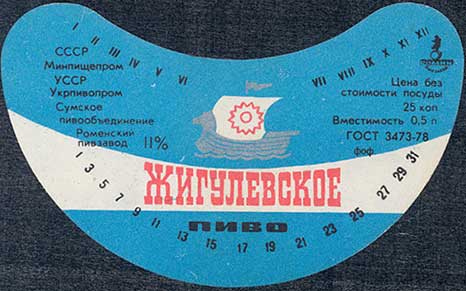 I II III IV V VI VII VIII IX X XI XII
СССР
Минпищепром
УССР
Укрпивопром
Сумское
пивообъединение
Роменский
пивзавод 11%
Цена без
стоимости посуды
25 коп
Вместимость 0,5 л
ГОСТ 3473-78
фоф.
ЖИГУЛЕВСКОЕ
ПИВО
1 3 5 7 9 11 13 15 17 19 21 23 25 27 29 31